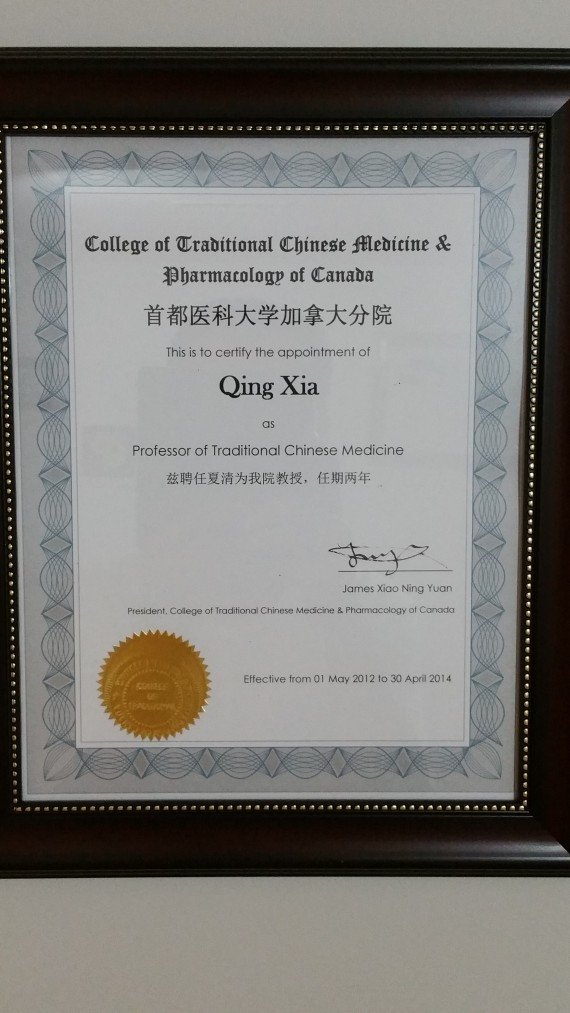 College of Traditional Chinese Medicine &
Pharmacology of Canada
首都医科大学加拿大分院
This is to certify the appointment of
Qing Xia
as
Professor of Traditional Chinese Medicine
兹聘任夏清为我院教授，任期两年
James Xiao Ning Yuan
President, College of Traditional Chinese Medicine & Pharmacology of Canada
COLLEGE
OF
TRADITIONAL
Effective from 01 May 2012 to 30 April 2014